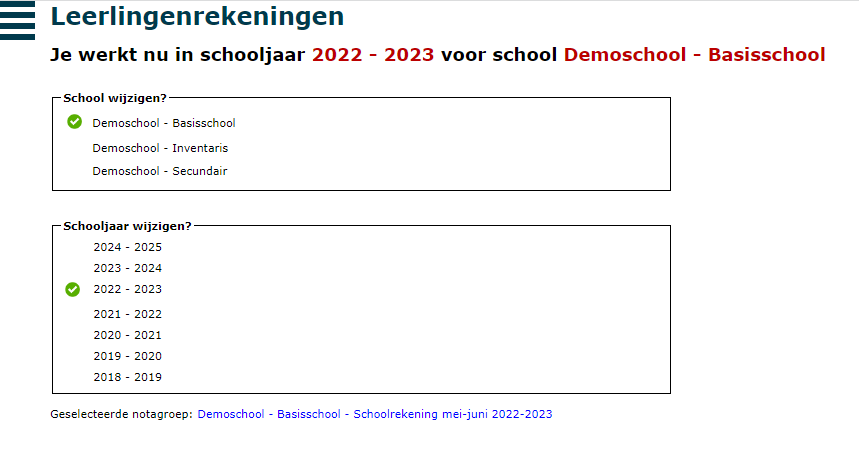 Leerlingenrekeningen
Je werkt nu in schooljaar 2022 - 2023 voor school Demoschool - Basisschool
School wijzigen?
Demoschool - Basisschool
Demoschool - Inventaris
Demoschool - Secundair
Schooljaar wijzigen?
2024 - 2025
2023 - 2024
2022 - 2023
2021 - 2022
2020 - 2021
2019 - 2020
2018 - 2019
Geselecteerde notagroep: Demoschool - Basisschool - Schoolrekening mei-juni 2022-2023